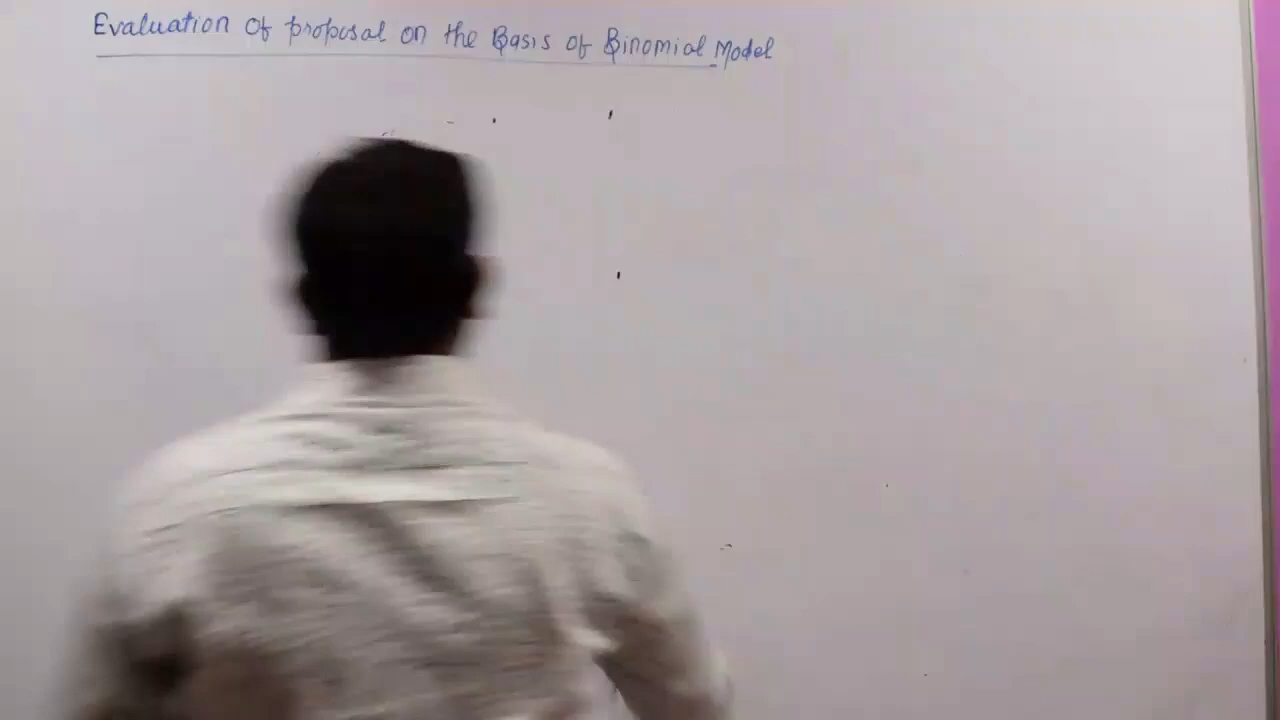 Evaluation Of proposal on the Basis of Binomial Model